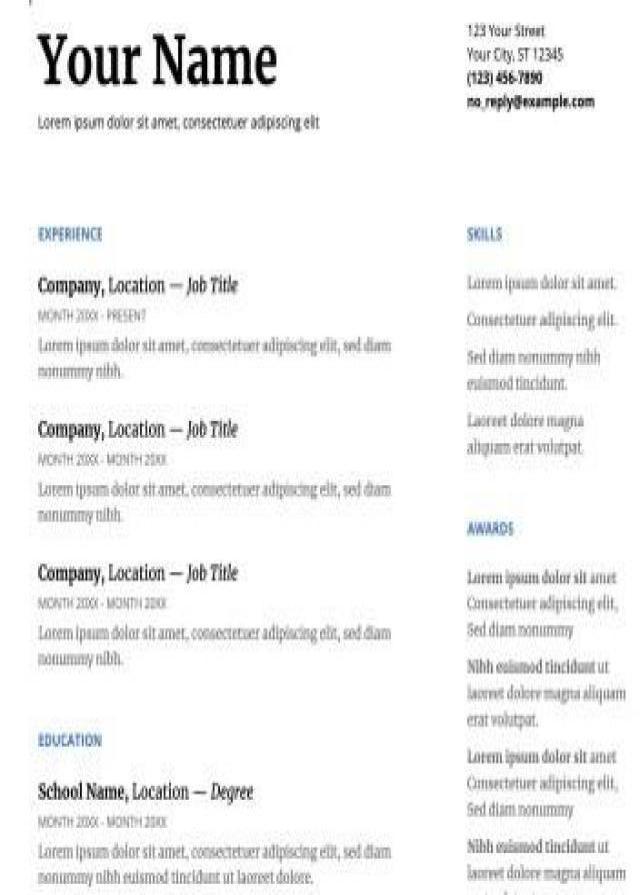 Your Name
Lorem ipsum dolor sit amet, consectetuer adipiscing elit
123 Your Street
Your City, ST 12345
(123) 456-7890
no_reply@example.com
EXPERIENCE
Company, Location — Job Title
MONTH 20XX - PRESENT
Lorem ipsum dolor sit amet, consectetuer adipiscing elit, sed diam
nonummy nibh.
Company, Location — Job Title
MONTH 20XX - MONTH 20XX
Lorem ipsum dolor sit amet, consectetuer adipiscing elit, sed diam
nonummy nibh.
Company, Location — Job Title
MONTH 20XX - MONTH 20XX
Lorem ipsum dolor sit amet, consectetuer adipiscing elit, sed diam
nonummy nibh.
EDUCATION
School Name, Location — Degree
MONTH 20XX - MONTH 20XX
Lorem ipsum dolor sit amet, consectetuer adipiscing elit, sed diam
nonummy nibh euismod tincidunt ut laoreet dolore.
SKILLS
Lorem ipsum dolor sit amet.
Consectetuer adipiscing elit.
Sed diam nonummy nibh
euismod tincidunt.
Laoreet dolore magna
aliquam erat volutpat.
AWARDS
Lorem ipsum dolor sit amet
Consectetuer adipiscing elit,
Sed diam nonummy
Nibh euismod tincidunt ut
laoreet dolore magna aliquam
erat volutpat.
Lorem ipsum dolor sit amet
Consectetuer adipiscing elit,
Sed diam nonummy
Nibh euismod tincidunt ut
laoreet dolore magna aliquam